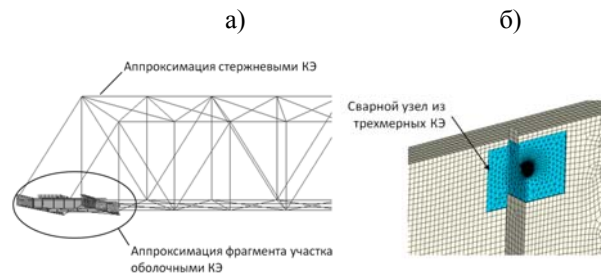 а)
б)
Аппроксимация стержневыми КЭ
Сварной узел из
трехмерных КЭ
Аппроксимация фрагмента участка
оболочными КЭ